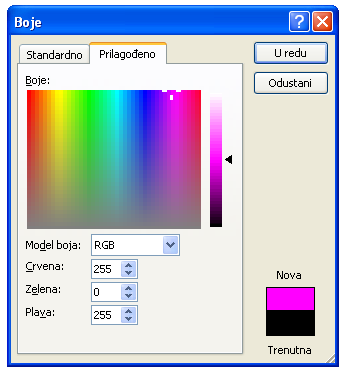 Boje
Standardno
Prilagođeno
U redu
Odustani
Boje:
Model boja: RGB
Crvena: 255
Zelena: 0
Plava: 255
Nova
Trenutna